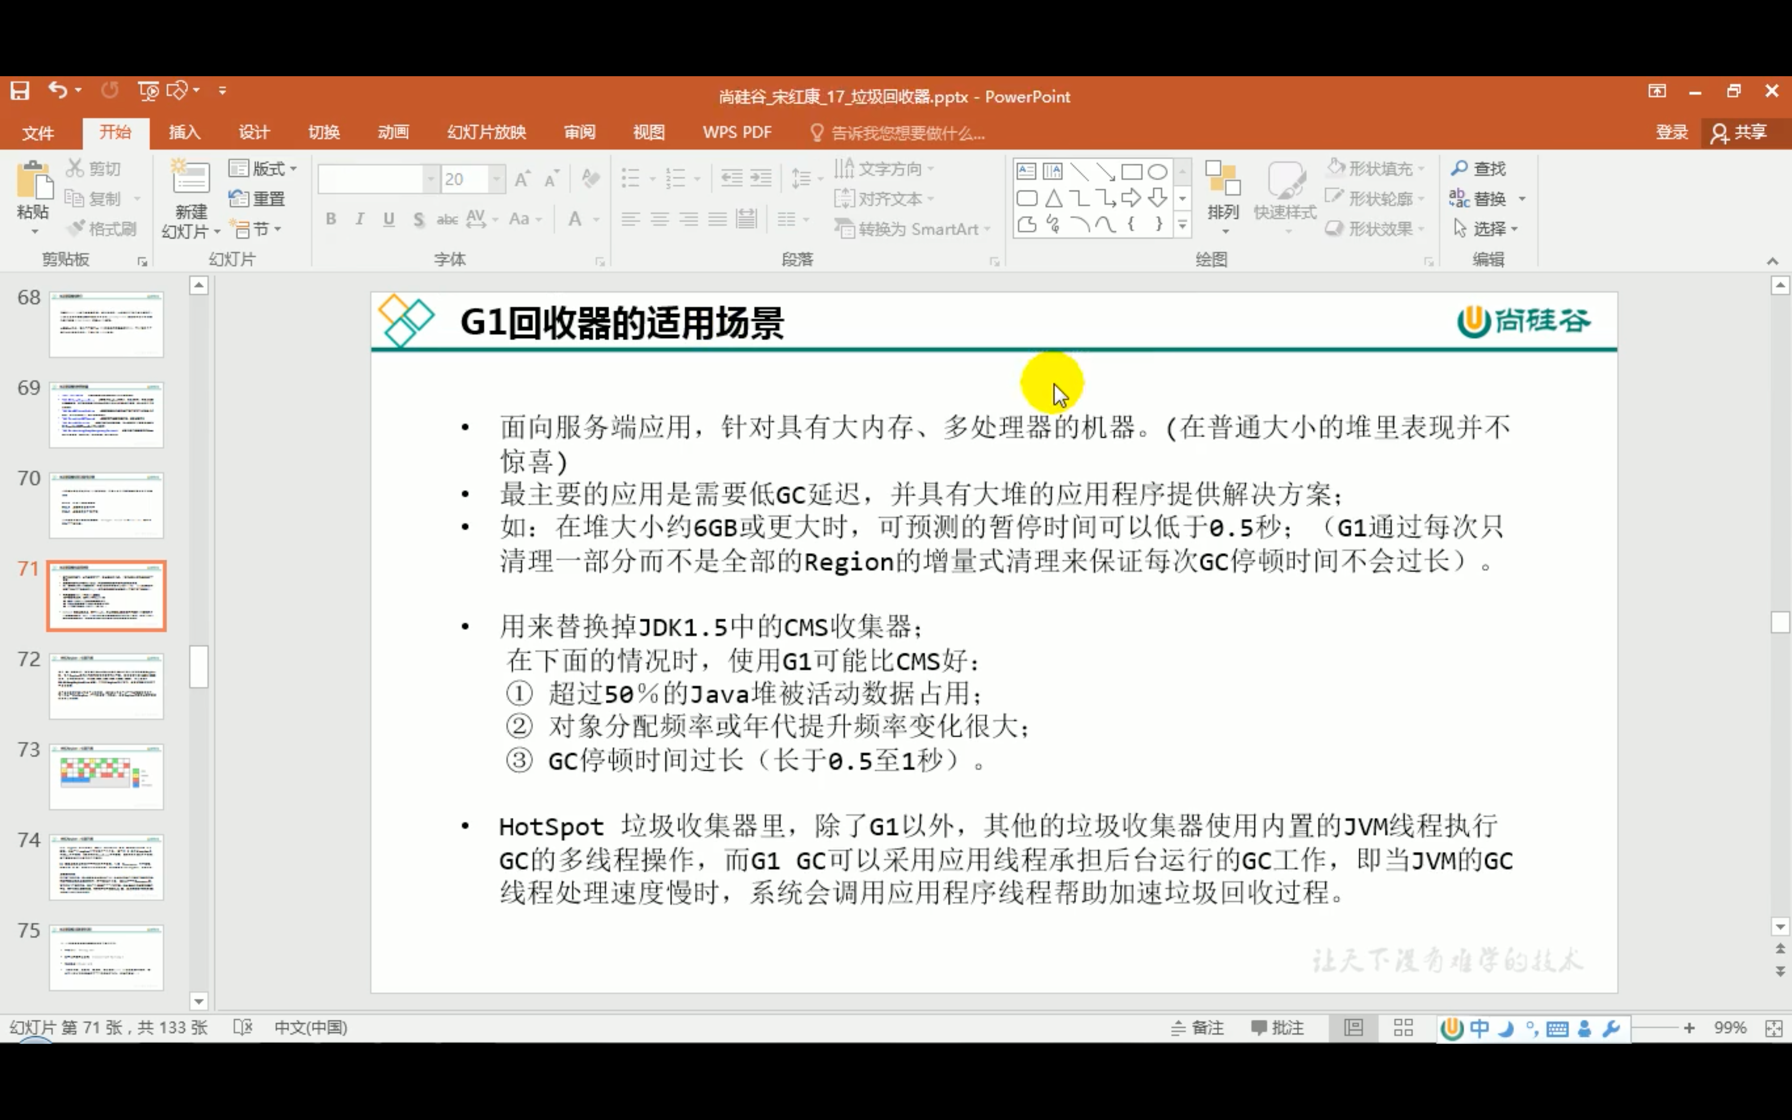 尚硅谷_宋红康_17_垃圾回收器.pptx - PowerPoint
文件 开始 插入 设计 切换 动画 幻灯片放映 审阅 视图 WPS PDF 告诉我您想要做什么... 登录 共享
粘贴 剪切 复制 格式刷 剪贴板
新建幻灯片 版式 重置 节 幻灯片
20 B I U S abc AV Aa A 字体
文字方向 对齐文本 转换为 SmartArt 段落
排列 快速样式 形状填充 形状轮廓 形状效果 绘图
查找 替换 选择 编辑
68
69
70
71
72
73
74
75
G1回收器的适用场景
尚硅谷
• 面向服务端应用，针对具有大内存、多处理器的机器。(在普通大小的堆里表现并不
惊喜)
• 最主要的应用是需要低GC延迟，并具有大堆的应用程序提供解决方案；
• 如：在堆大小约6GB或更大时，可预测的暂停时间可以低于0.5秒；（G1通过每次只
清理一部分而不是全部的Region的增量式清理来保证每次GC停顿时间不会过长）。
• 用来替换掉JDK1.5中的CMS收集器；
在下面的情况时，使用G1可能比CMS好：
① 超过50％的Java堆被活动数据占用；
② 对象分配频率或年代提升频率变化很大；
③ GC停顿时间过长（长于0.5至1秒）。
• HotSpot 垃圾收集器里，除了G1以外，其他的垃圾收集器使用内置的JVM线程执行
GC的多线程操作，而G1 GC可以采用应用线程承担后台运行的GC工作，即当JVM的GC
线程处理速度慢时，系统会调用应用程序线程帮助加速垃圾回收过程。
让天下没有难学的技术
幻灯片 第 71 张，共 133 张 中文(中国) 备注 批注 中 99%